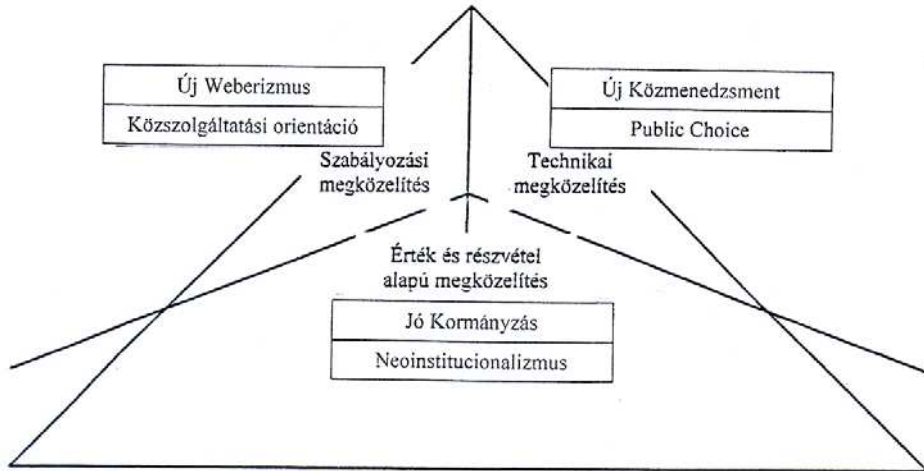 Új Weberizmus
Közszolgáltatási orientáció
Új Közmenedzsment
Public Choice
Szabályozási
megközelítés
Technikai
megközelítés
Érték és részvétel
alapú megközelítés
Jó Kormányzás
Neoinstitucionalizmus